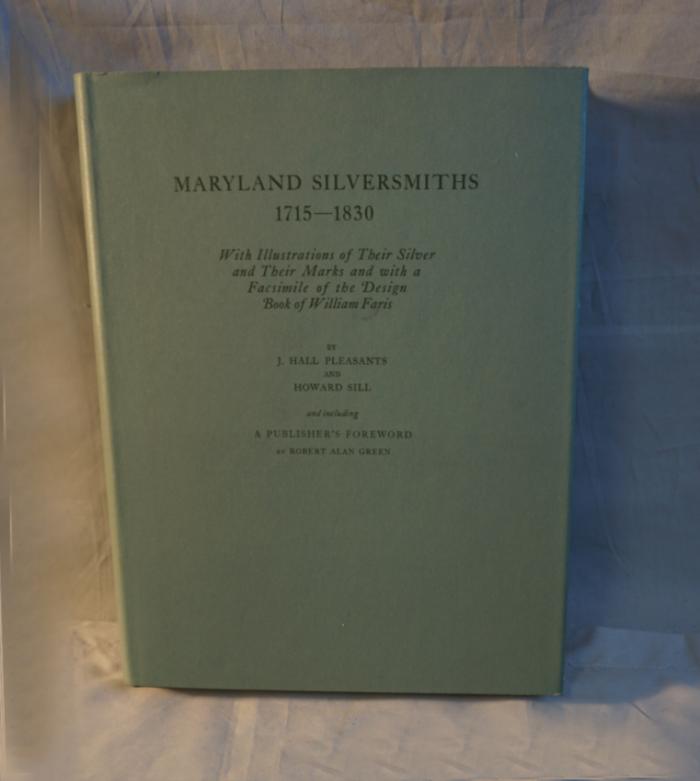 MARYLAND SILVERSMITHS
1715—1830
With Illustrations of Their Silver
and Their Marks and with a
Facsimile of the Design
Book of William Faris
BY
J. HALL PLEASANTS
AND
HOWARD SILL
and including
A PUBLISHER'S FOREWORD
BY ROBERT ALAN GREEN